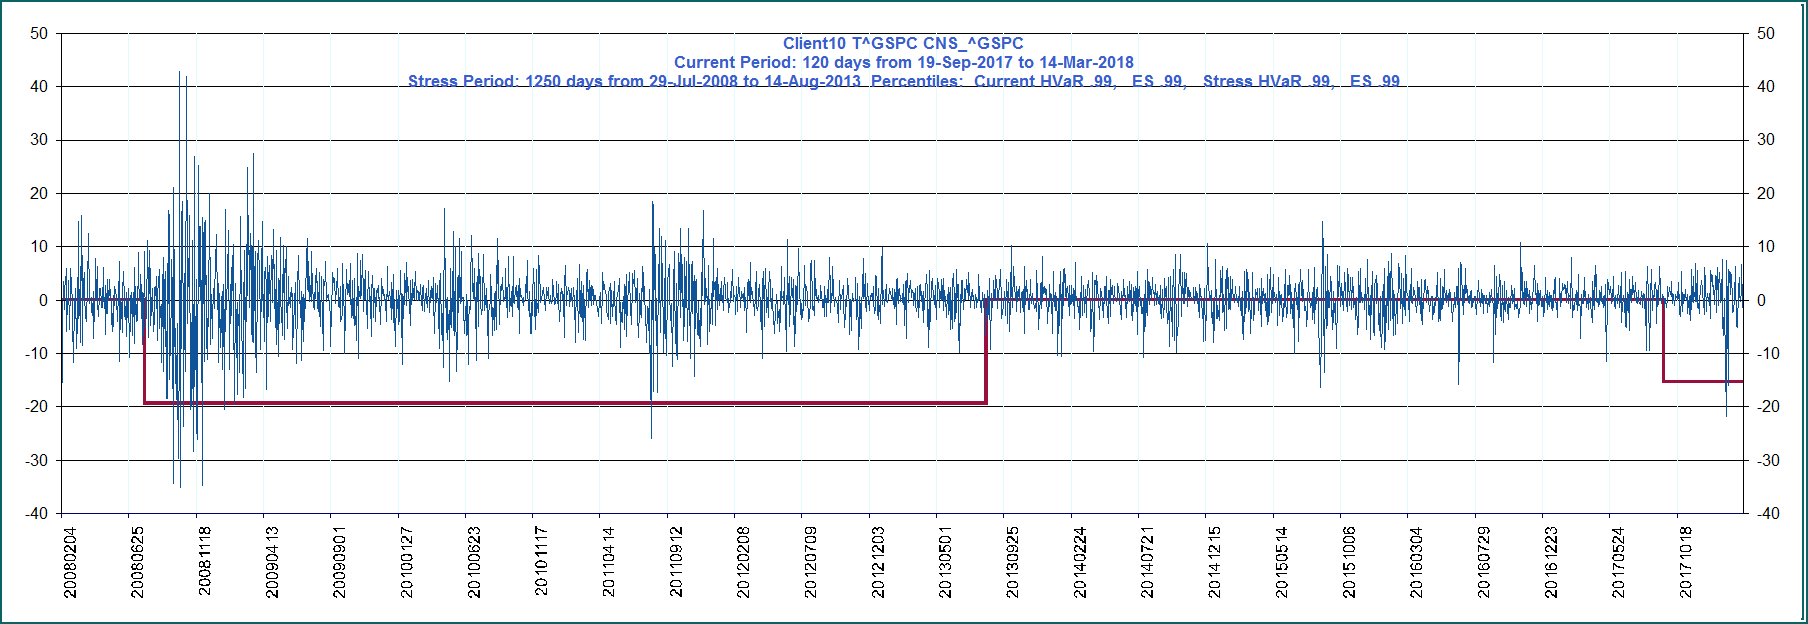 Client10 T^GSPC CNS_^GSPC
Current Period: 120 days from 19-Sep-2017 to 14-Mar-2018
Stress Period: 1250 days from 29-Jul-2008 to 14-Aug-2013 Percentiles: Current HVaR .99, ES .99, Stress HVaR .99, ES .99
50 50
40 40
30 30
20 20
10 10
0 0
-10 -10
-20 -20
-30 -30
-40 -40
20080204 20080625 20081118 20090413 20090901 20100127 20100623 20101117 20110414 20110912 20120208 20120709 20121203 20130501 20130925 20140224 20140721 20141215 20150514 20151006 20160304 20160729 20161223 20170524 20171018